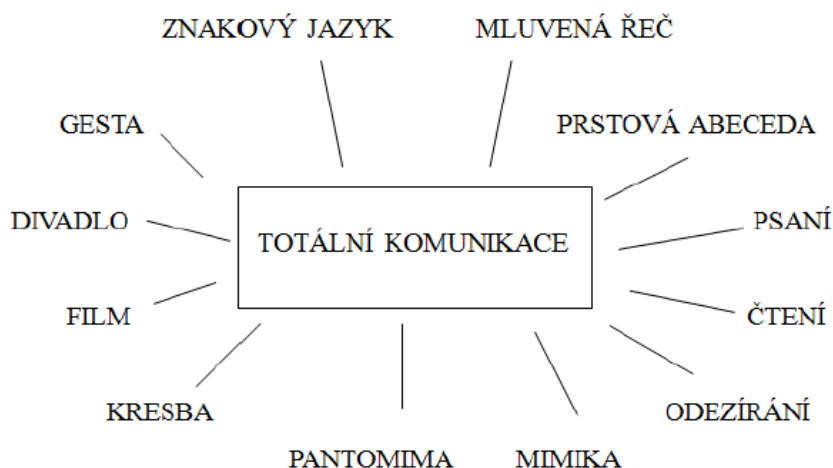 ZNAKOVÝ JAZYK
MLUVENÁ ŘEČ
GESTA
PRSTOVÁ ABECEDA
DIVADLO
TOTÁLNÍ KOMUNIKACE
PSANÍ
FILM
ČTENÍ
KRESBA
ODEZÍRÁNÍ
PANTOMIMA
MIMIKA